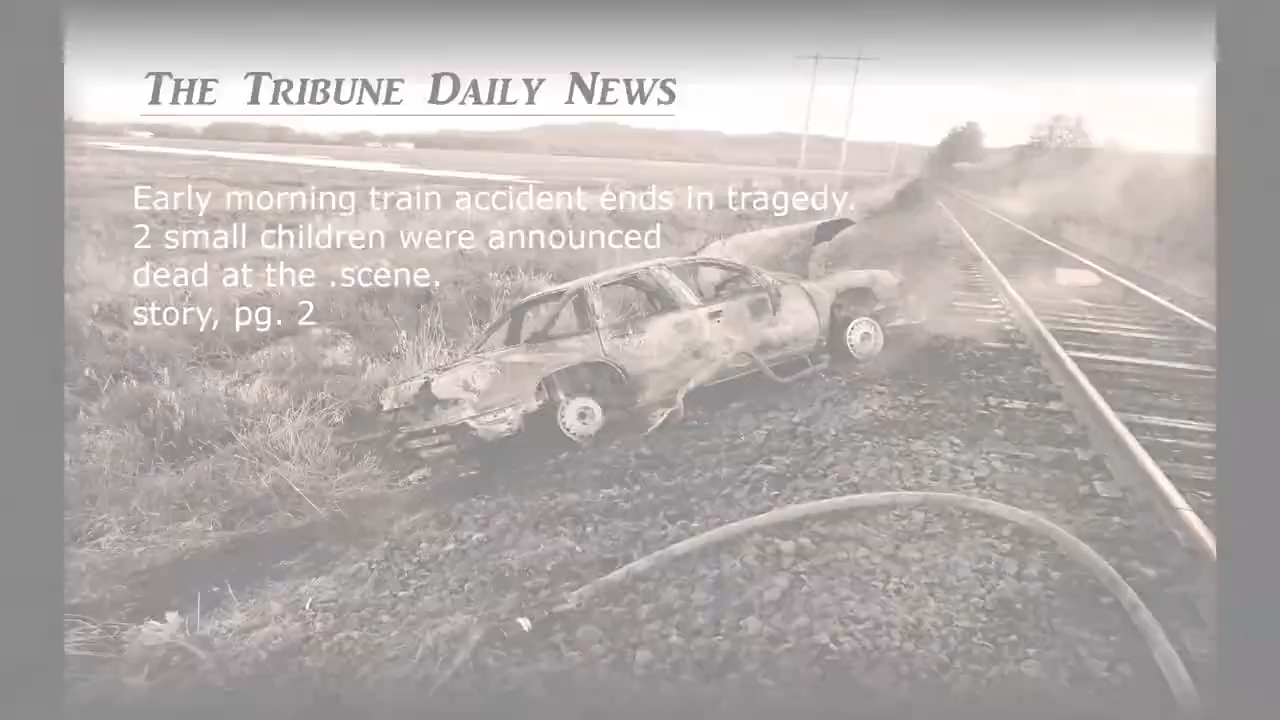 The Tribune Daily News
Early morning train accident ends in tragedy.
2 small children were announced
dead at the .scene.
story, pg. 2